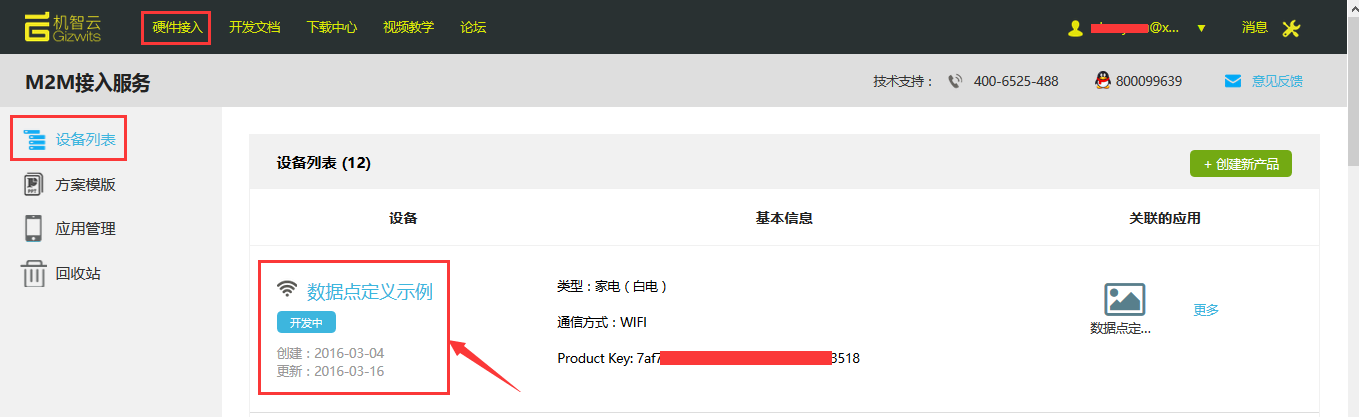 机智云 Gizwits 硬件接入 开发文档 下载中心 视频教学 论坛 @x... ▼ 消息
M2M接入服务 技术支持： 400-6525-488 800099639 意见反馈
设备列表
方案模版
应用管理
回收站
设备列表 (12) + 创建新产品
设备 基本信息 关联的应用
数据点定义示例
开发中
创建：2016-03-04
更新：2016-03-16
类型：家电（白电）
通信方式：WIFI
Product Key: 7af7 3518
数据点定...
更多